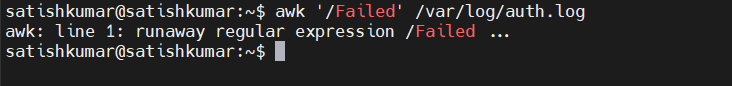 satishkumar@satishkumar:~$ awk '/Failed' /var/log/auth.log
awk: line 1: runaway regular expression /Failed ...
satishkumar@satishkumar:~$